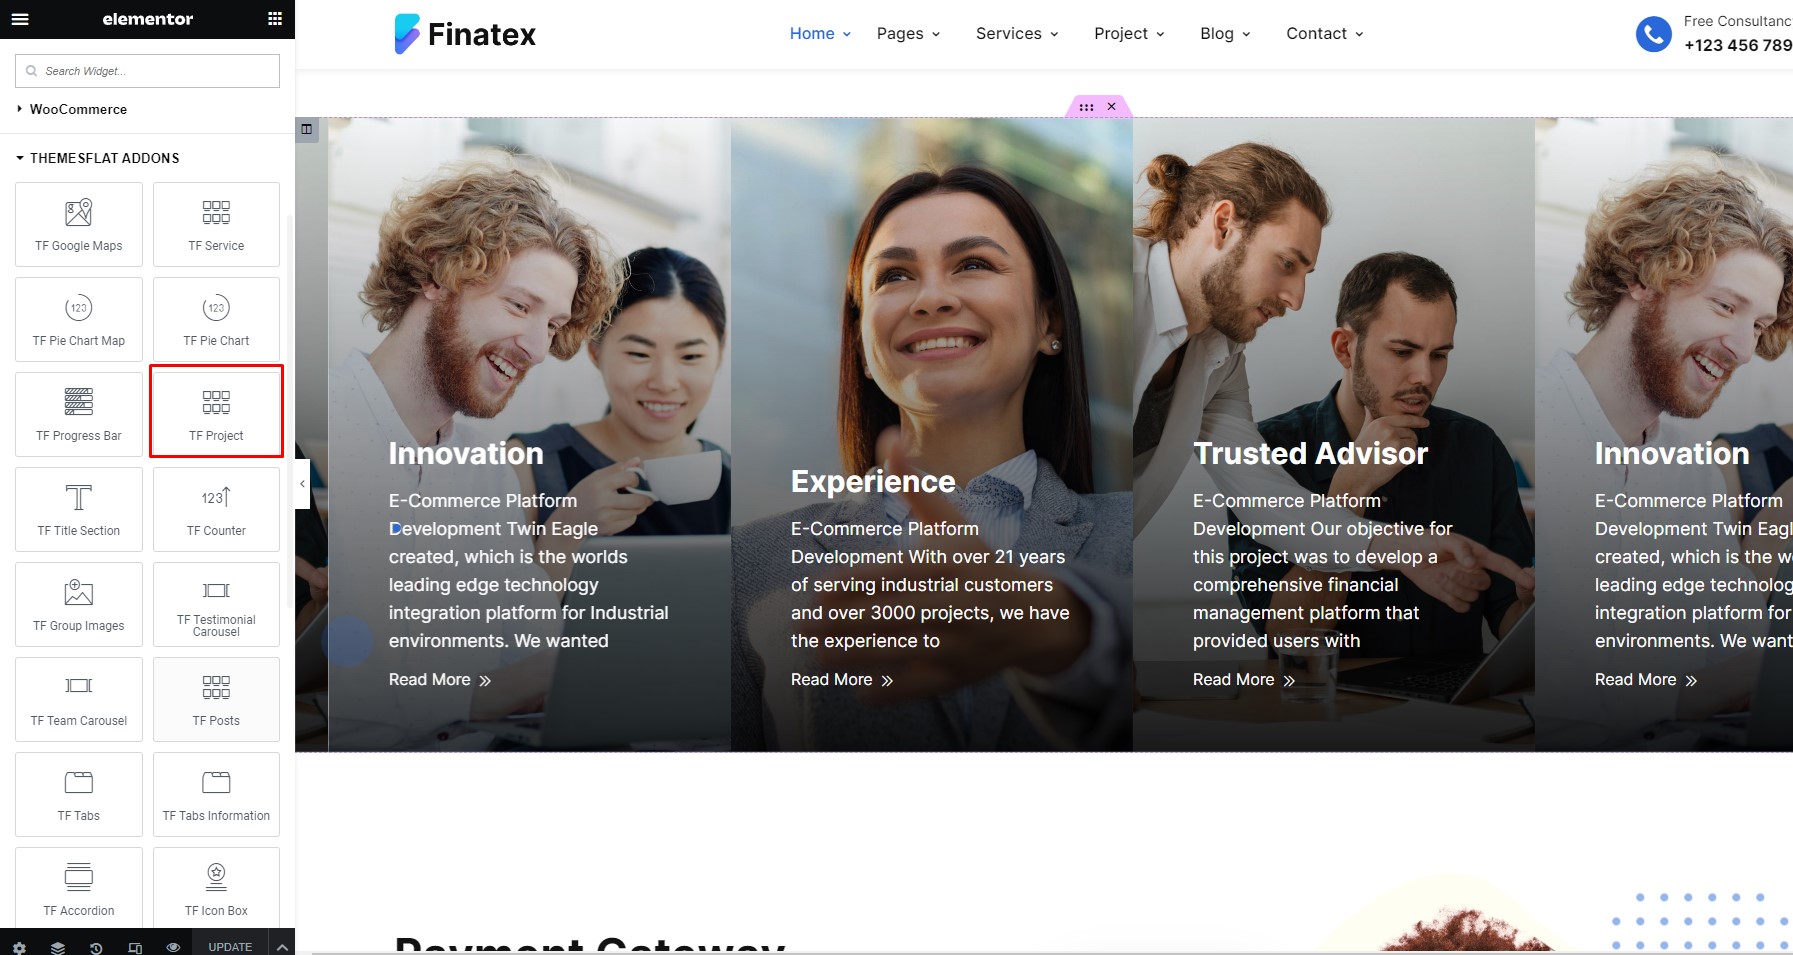 elementor
Search Widget...
WooCommerce
THEMESFLAT ADDONS
TF Google Maps
TF Service
123
TF Pie Chart Map
123
TF Pie Chart
TF Progress Bar
TF Project
TF Title Section
123
TF Counter
TF Group Images
TF Testimonial
Carousel
TF Team Carousel
TF Posts
TF Tabs
TF Tabs Information
TF Accordion
TF Icon Box
UPDATE
Finatex
Home
Pages
Services
Project
Blog
Contact
Free Consultanc
+123 456 789
Innovation
E-Commerce Platform
Development Twin Eagle
created, which is the worlds
leading edge technology
integration platform for Industrial
environments. We wanted
Read More
Experience
E-Commerce Platform
Development With over 21 years
of serving industrial customers
and over 3000 projects, we have
the experience to
Read More
Trusted Advisor
E-Commerce Platform
Development Our objective for
this project was to develop a
comprehensive financial
management platform that
provided users with
Read More
Innovation
E-Commerce Platform
Development Twin Eagl
created, which is the wo
leading edge technolog
integration platform for
environments. We want
Read More
Payment Gateway